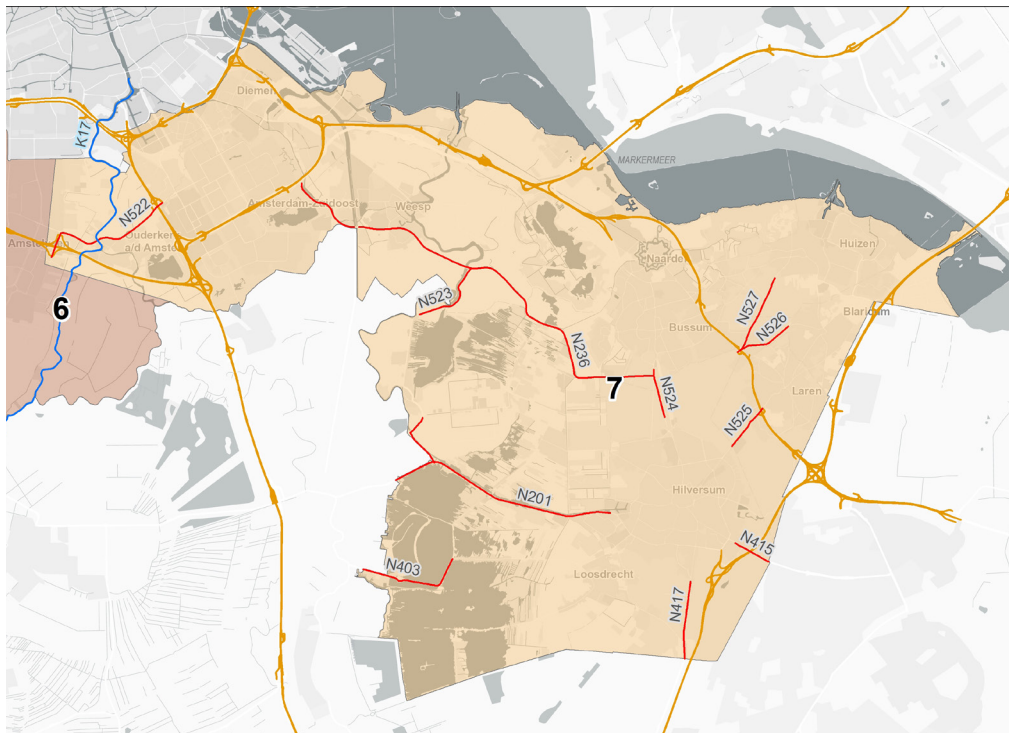 Diemen
K17
MARKERMEER
Amsterdam-Zuidoost
Weesp
N522
Ouderkerk
a/d Amstel
Huizen
Naarden
6
N523
N527
Blaricum
N526
Bussum
N236
7
N524
Laren
N525
Hilversum
N201
N415
N403
Loosdrecht
N417